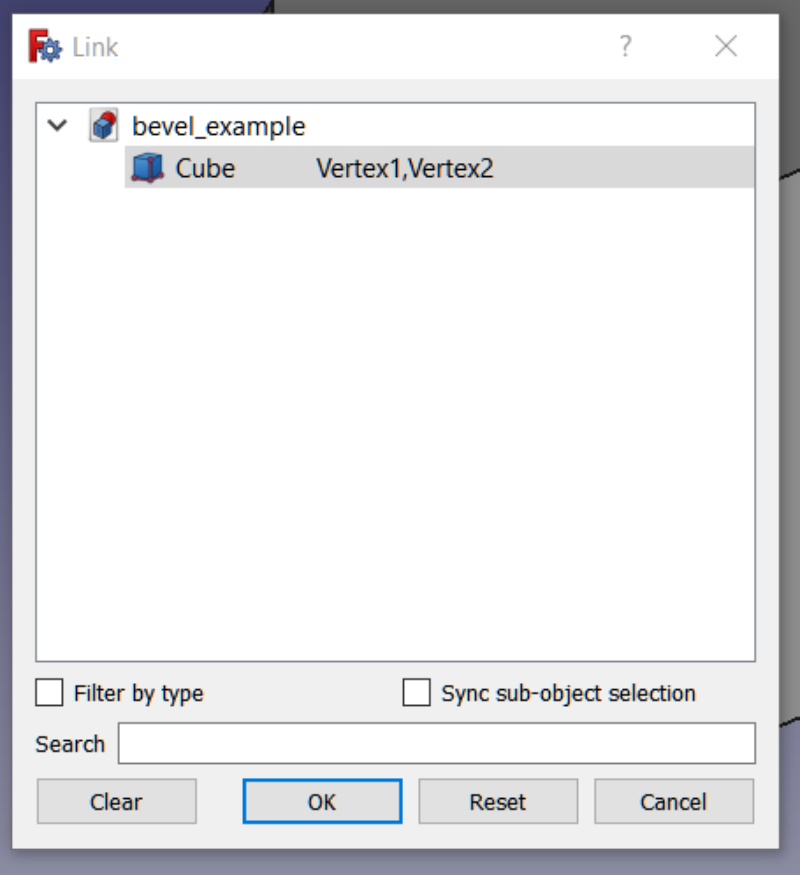 Link
bevel_example
Cube Vertex1,Vertex2
Filter by type Sync sub-object selection
Search
Clear OK Reset Cancel